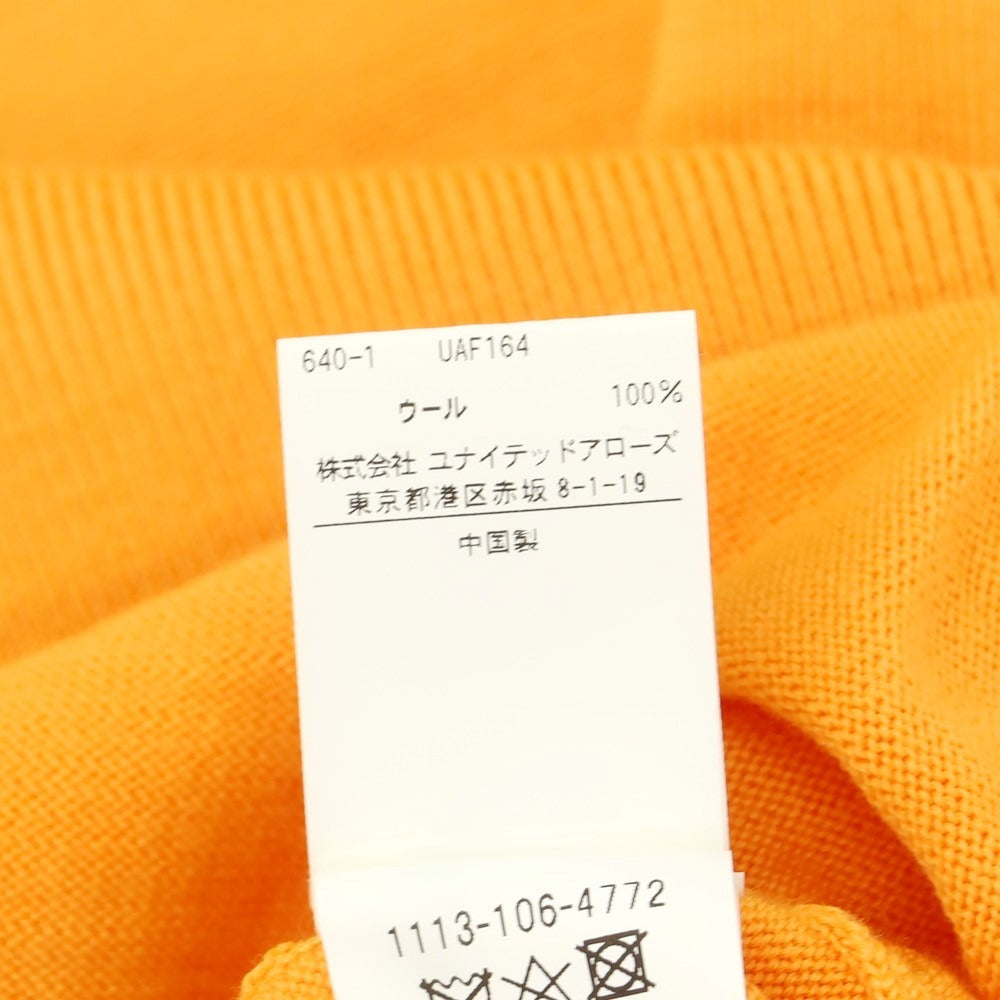 640-1 UAF164
ウール 100%
株式会社 ユナイテッドアローズ
東京都港区赤坂 8-1-19
中国製
1113-106-4772